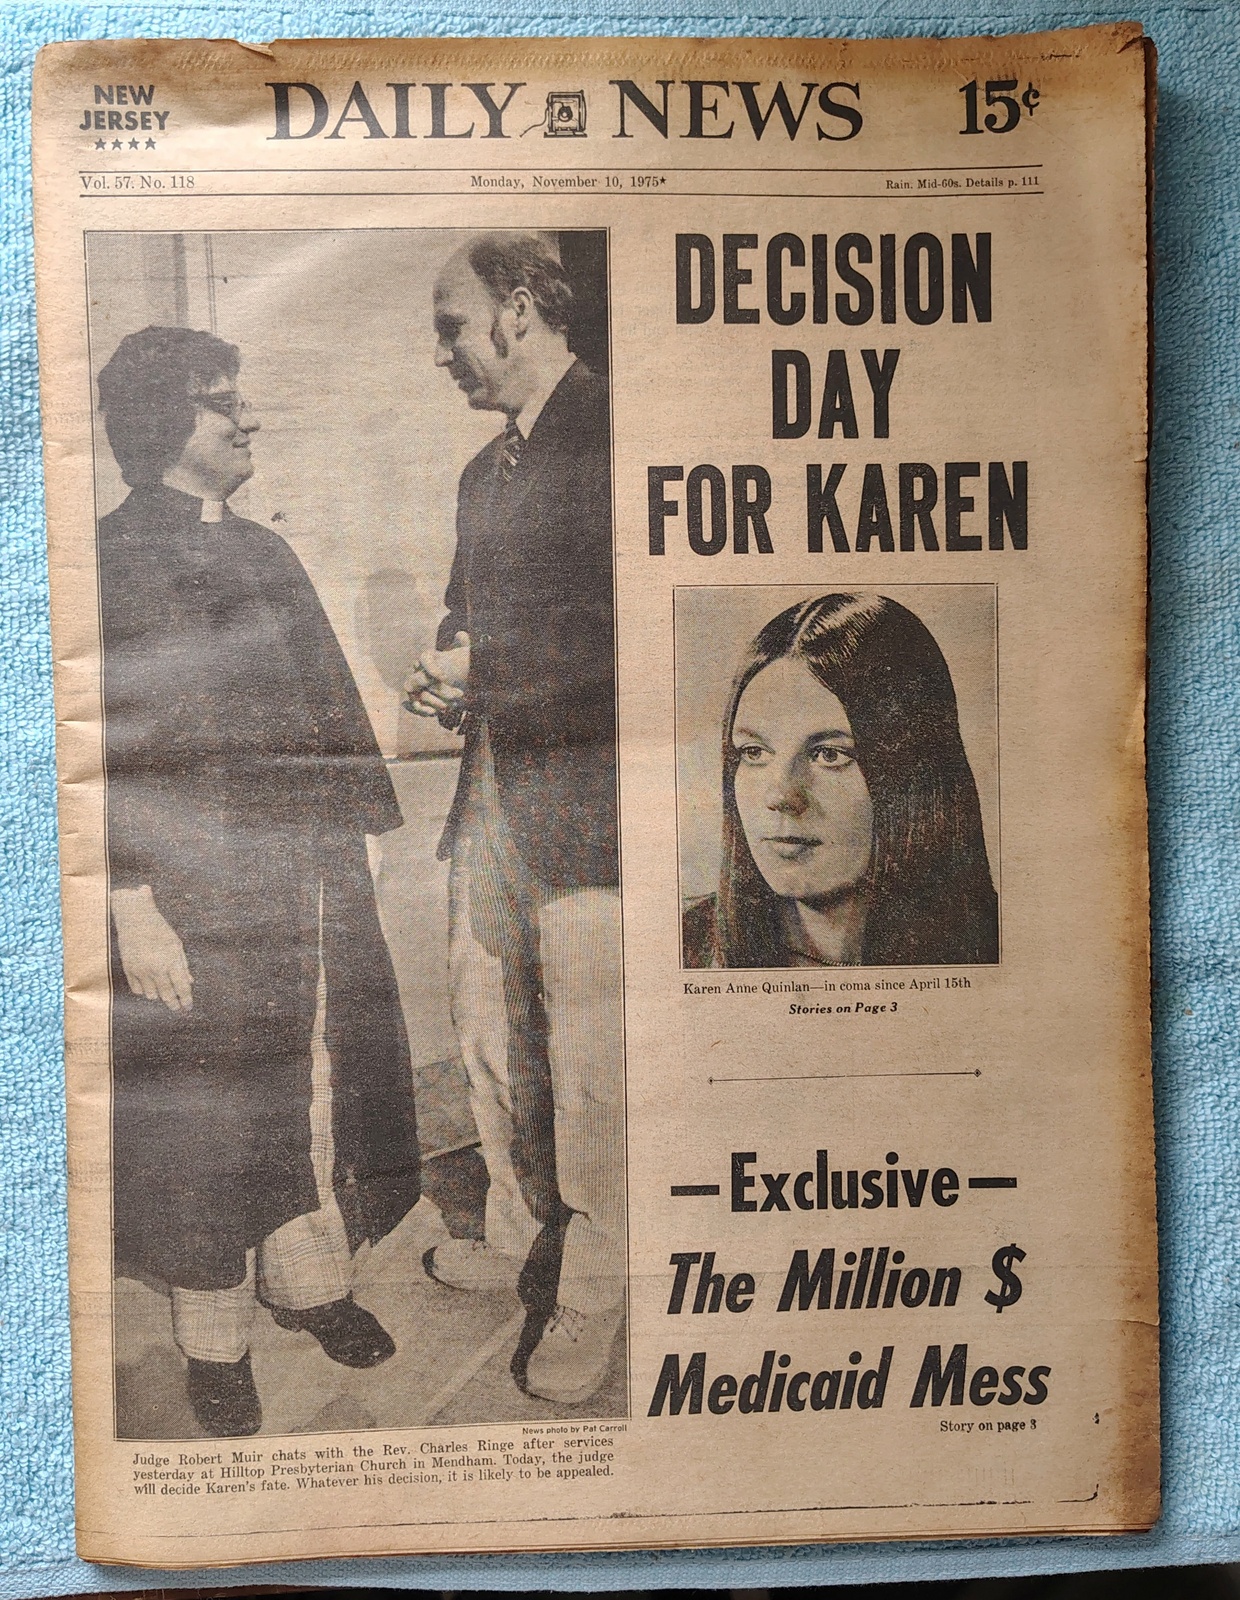 NEW
JERSEY
★★★★
DAILY NEWS
15¢
Vol. 57. No. 118
Monday, November 10, 1975★
Rain. Mid-60s. Details p. 111
DECISION
DAY
FOR KAREN
Karen Anne Quinlan—in coma since April 15th
Stories on Page 3
—Exclusive—
The Million $
Medicaid Mess
Story on page 3
News photo by Pat Carroll
Judge Robert Muir chats with the Rev. Charles Ringe after services
yesterday at Hilltop Presbyterian Church in Mendham. Today, the judge
will decide Karen's fate. Whatever his decision, it is likely to be appealed.